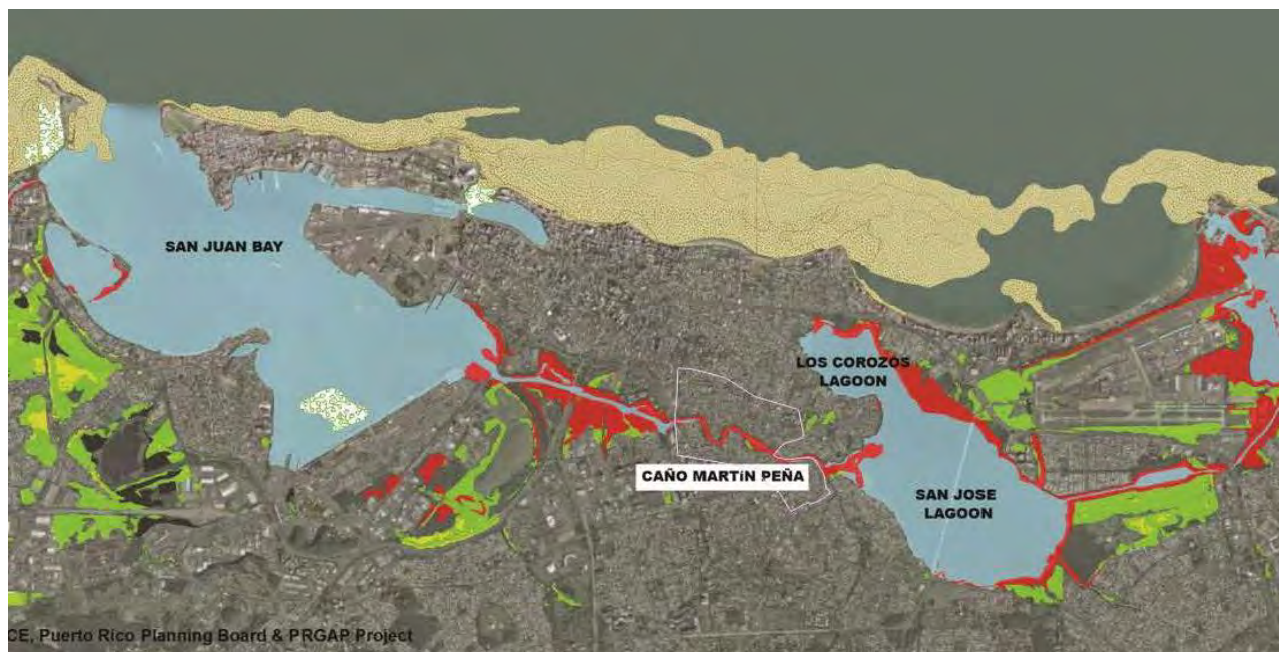 SAN JUAN BAY
LOS COROZOS
LAGOON
CAÑO MARTíN PEÑA
SAN JOSE
LAGOON
CE, Puerto Rico Planning Board & PRGAP Project